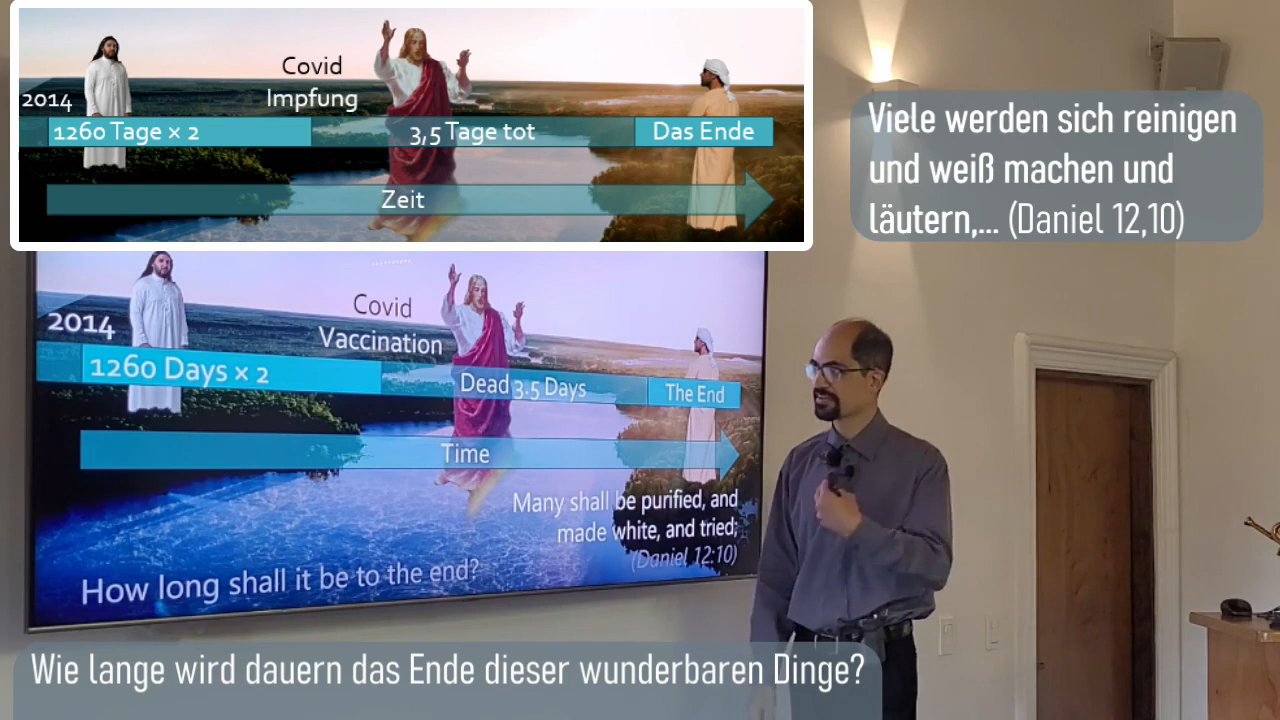 Covid
Impfung
2014
1260 Tage × 2
3,5 Tage tot
Das Ende
Zeit
Viele werden sich reinigen
und weiß machen und
läutern,... (Daniel 12,10)
Covid
Vaccination
2014
1260 Days × 2
Dead 3.5 Days
The End
Time
Many shall be purified, and
made white, and tried;
(Daniel 12:10)
How long shall it be to the end?
Wie lange wird dauern das Ende dieser wunderbaren Dinge?